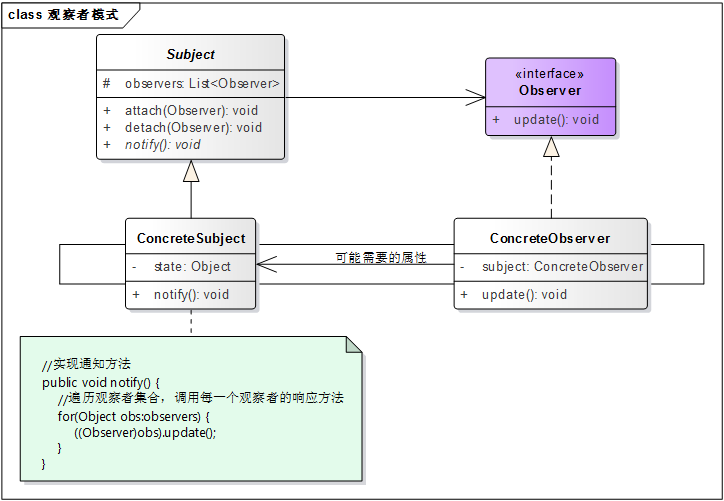 class 观察者模式
Subject
# observers: List<Observer>
+ attach(Observer): void
+ detach(Observer): void
+ notify(): void
«interface»
Observer
+ update(): void
ConcreteSubject
- state: Object
+ notify(): void
可能需要的属性
ConcreteObserver
- subject: ConcreteObserver
+ update(): void
//实现通知方法
public void notify() {
//遍历观察者集合，调用每一个观察者的响应方法
for(Object obs:observers) {
((Observer)obs).update();
}
}